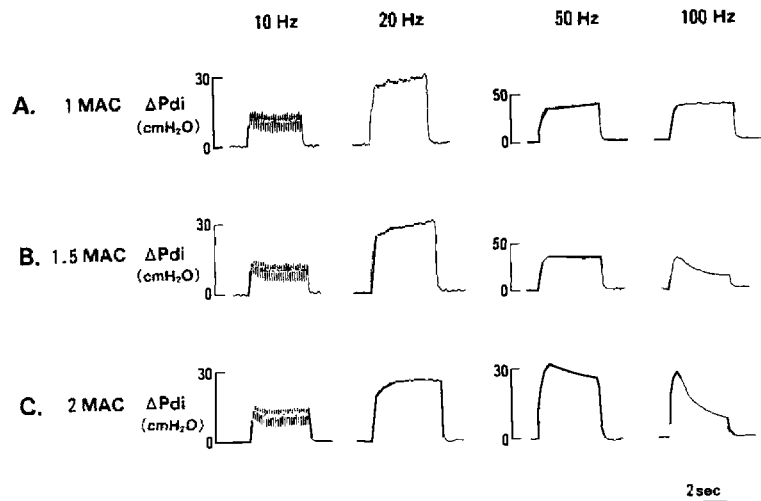 10 Hz 20 Hz 50 Hz 100 Hz
A. 1 MAC ΔPdi
(cmH₂O)
30
0
50
0
B. 1.5 MAC ΔPdi
(cmH₂O)
30
0
50
0
C. 2 MAC ΔPdi
(cmH₂O)
30
0
30
0
2 sec